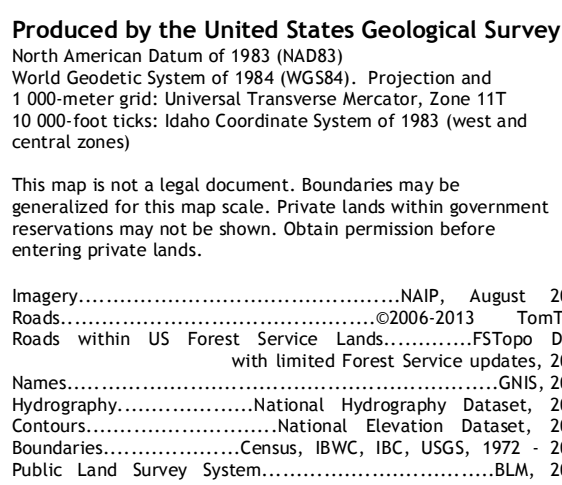 Produced by the United States Geological Survey
North American Datum of 1983 (NAD83)
World Geodetic System of 1984 (WGS84). Projection and
1 000-meter grid: Universal Transverse Mercator, Zone 11T
10 000-foot ticks: Idaho Coordinate System of 1983 (west and
central zones)
This map is not a legal document. Boundaries may be
generalized for this map scale. Private lands within government
reservations may not be shown. Obtain permission before
entering private lands.
Imagery.............................................NAIP, August
Roads............................................©2006-2013
Roads within US Forest Service Lands.............FSTopo
with limited Forest Service updates,
Names.............................................................GNIS,
Hydrography...................National Hydrography Dataset,
Contours...........................National Elevation Dataset,
Boundaries...................Census, IBWC, IBC, USGS, 1972 -
Public Land Survey System.................................BLM,